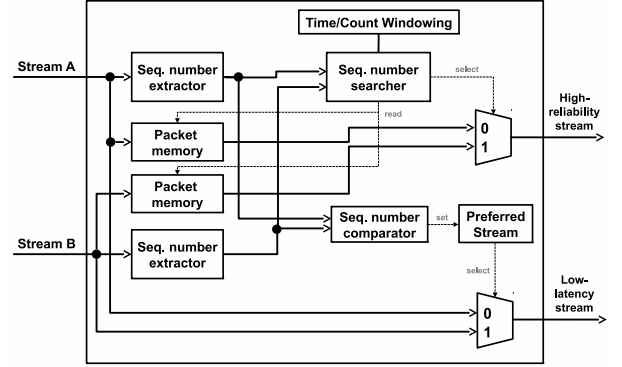 Time/Count Windowing
Stream A
Seq. number
extractor
Seq. number
searcher
select
High-
reliability
stream
read
Packet
memory
0
1
Packet
memory
Seq. number
comparator
set
Preferred
Stream
Stream B
Seq. number
extractor
select
Low-
latency
stream
0
1